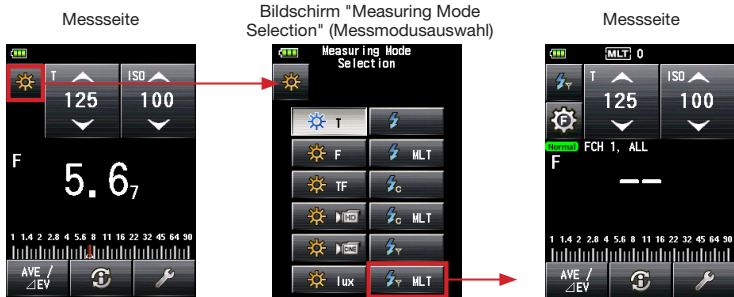 Messseite
Bildschirm "Measuring Mode
Selection" (Messmodusauswahl)
Messseite
T
125
ISO
100
F
5.6₇
1 1.4 2 2.8 4 5.6 8 11 16 22 32 45 64 90
AVE /
⊿EV
Measuring Mode
Selection
T
F
MLT
TF
C
HD
C MLT
CINE
Y
lux
Y MLT
MLT 0
Y
T
125
ISO
100
F
Normal FCH 1, ALL
F
--
1 1.4 2 2.8 4 5.6 8 11 16 22 32 45 64 90
AVE /
⊿EV